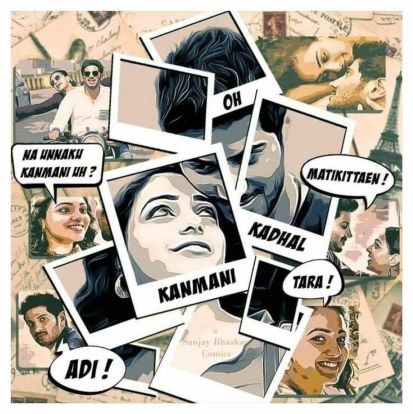 OH
NA UNNAKU
KANMANI UH ?
MATIKITTAEN !
KADHAL
KANMANI
TARA !
a
Sanjay Bhaskar
Comics
ADI !